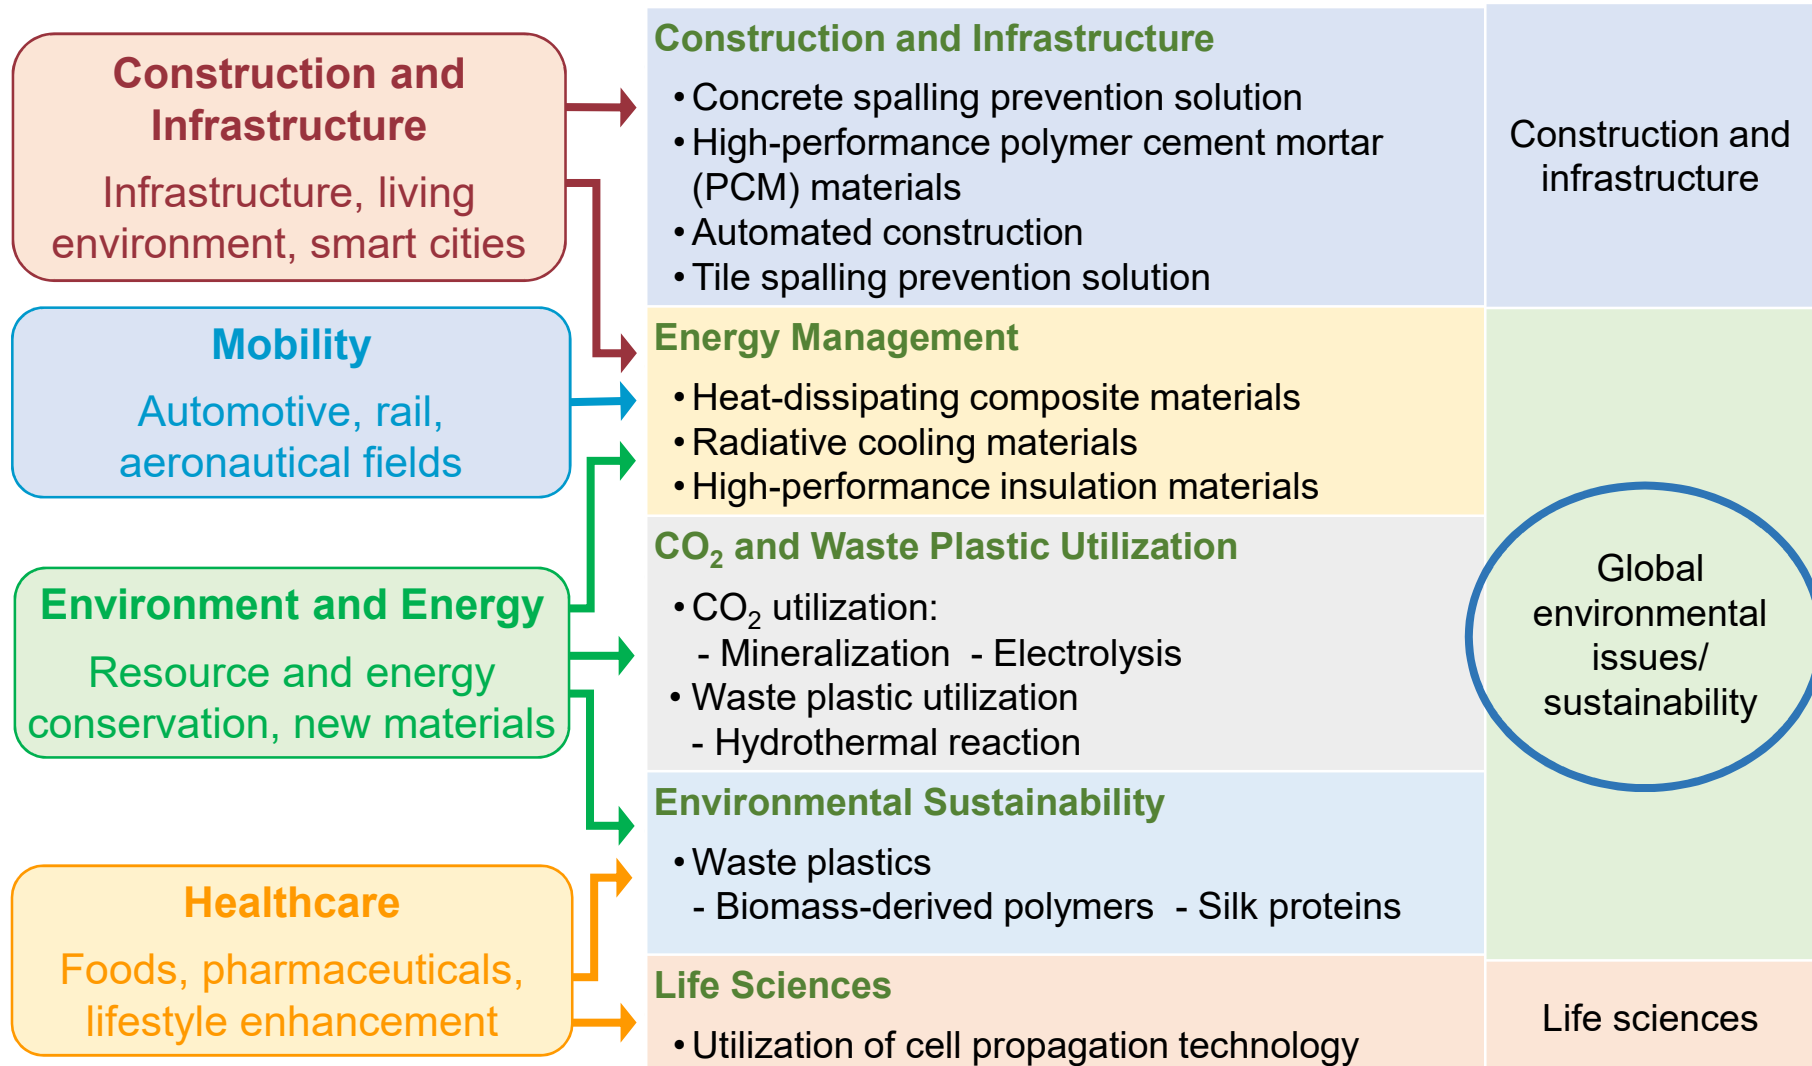 Construction and
Infrastructure
Infrastructure, living
environment, smart cities
Mobility
Automotive, rail,
aeronautical fields
Environment and Energy
Resource and energy
conservation, new materials
Healthcare
Foods, pharmaceuticals,
lifestyle enhancement
Construction and Infrastructure
• Concrete spalling prevention solution
• High-performance polymer cement mortar
(PCM) materials
• Automated construction
• Tile spalling prevention solution
Energy Management
• Heat-dissipating composite materials
• Radiative cooling materials
• High-performance insulation materials
CO₂ and Waste Plastic Utilization
• CO₂ utilization:
- Mineralization - Electrolysis
• Waste plastic utilization
- Hydrothermal reaction
Environmental Sustainability
• Waste plastics
- Biomass-derived polymers - Silk proteins
Life Sciences
• Utilization of cell propagation technology
Construction and
infrastructure
Global
environmental
issues/
sustainability
Life sciences